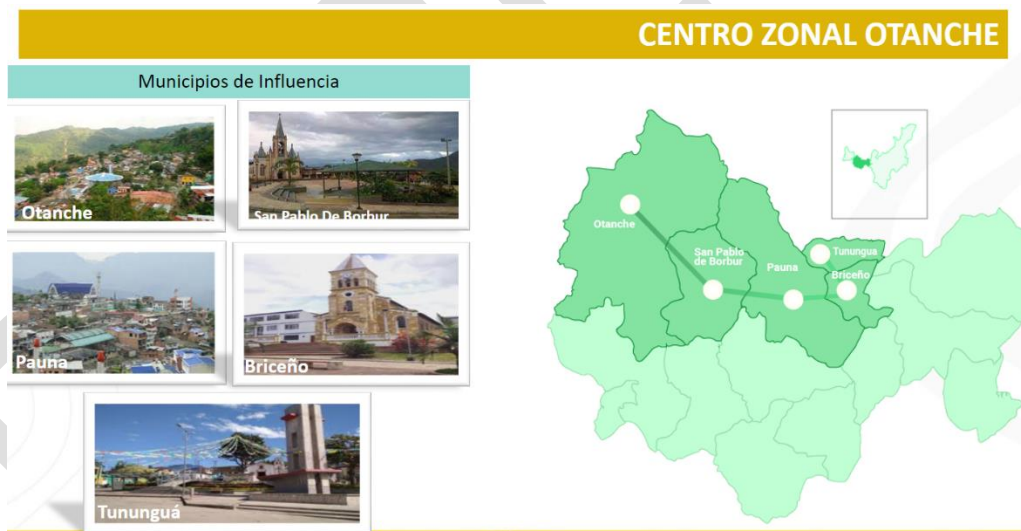 CENTRO ZONAL OTANCHE
Municipios de Influencia
Otanche
San Pablo De Borbur
Pauna
Briceño
Tununguá
Otanche
San Pablo
de Borbur
Pauna
Tunungua
Briceño